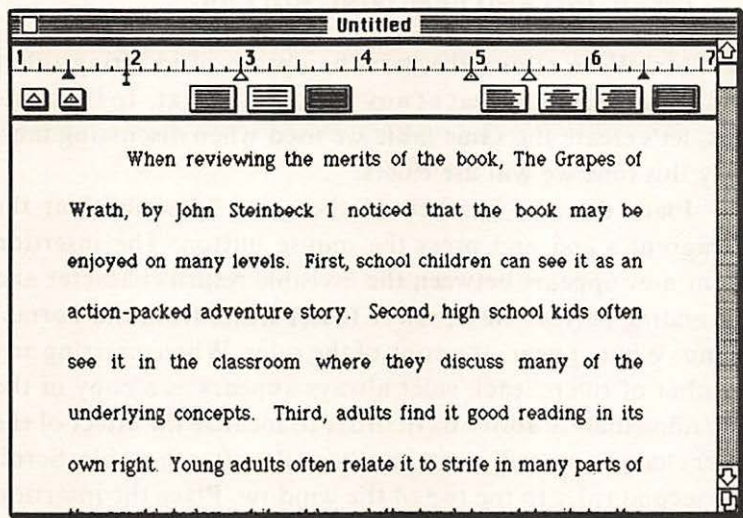 Untitled
1 2 3 4 5 6 7
When reviewing the merits of the book, The Grapes of
Wrath, by John Steinbeck I noticed that the book may be
enjoyed on many levels. First, school children can see it as an
action-packed adventure story. Second, high school kids often
see it in the classroom where they discuss many of the
underlying concepts. Third, adults find it good reading in its
own right. Young adults often relate it to strife in many parts of